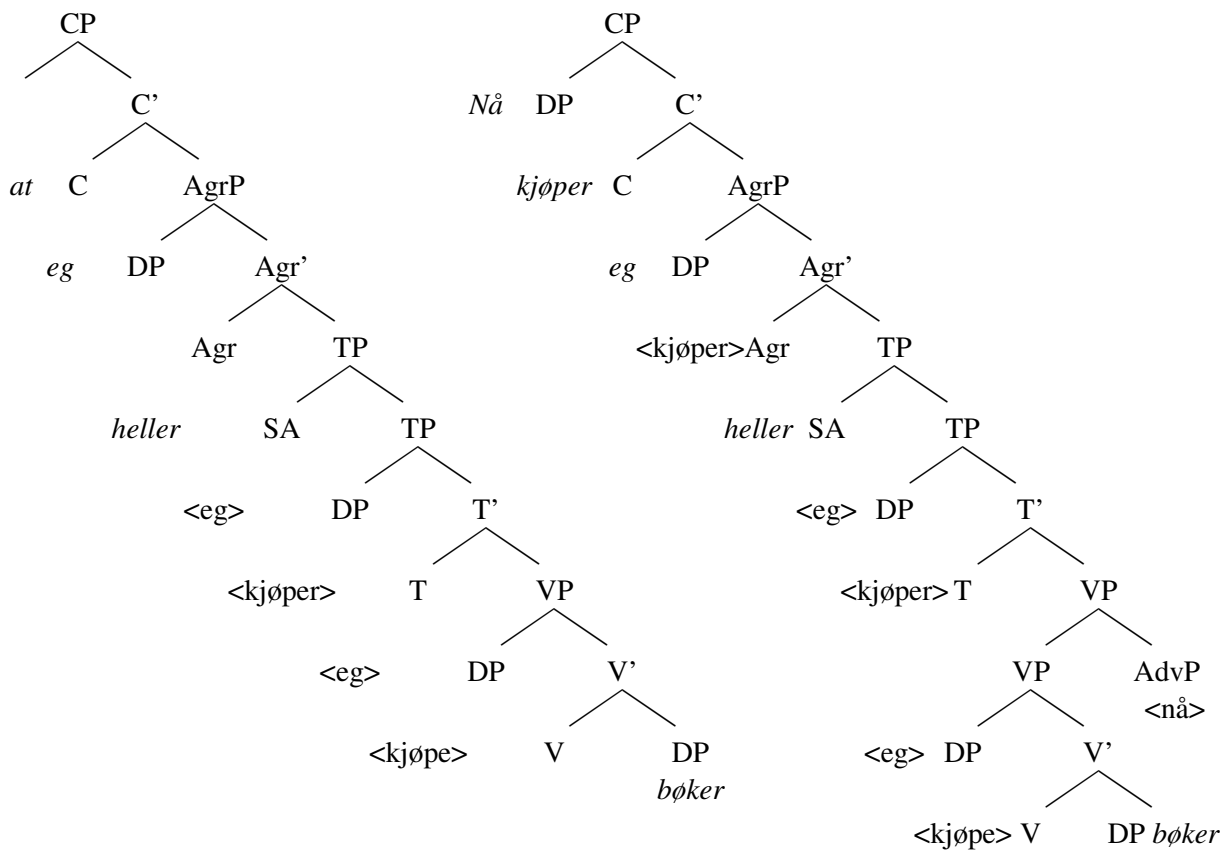 CP CP
C’ Nå DP C’
at C AgrP kjøper C AgrP
eg DP Agr’ eg DP Agr’
Agr TP <kjøper>Agr TP
heller SA TP heller SA TP
<eg> DP T’ <eg> DP T’
<kjøper> T VP <kjøper> T VP
<eg> DP V’ VP AdvP
<nå>
<kjøpe> V DP <eg> DP V’
bøker
<kjøpe> V DP bøker